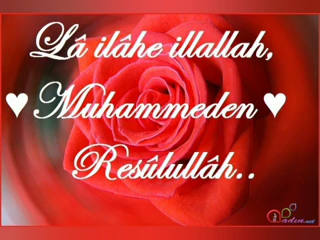 Lâ ilâhe illallah,
♥ Muhammeden ♥
Resûlullâh..